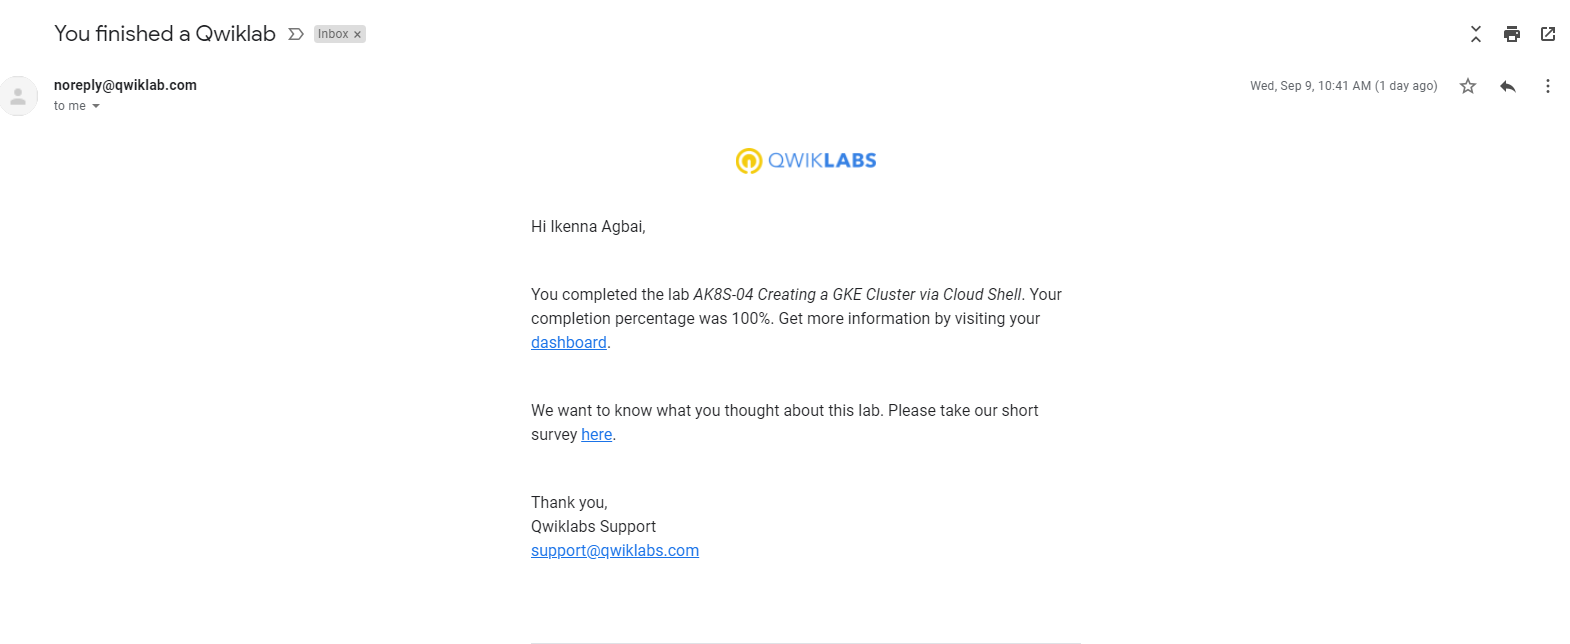 You finished a Qwiklab Inbox x
noreply@qwiklab.com
Wed, Sep 9, 10:41 AM (1 day ago)
to me
QWIKLABS
Hi Ikenna Agbai,
You completed the lab AK8S-04 Creating a GKE Cluster via Cloud Shell. Your
completion percentage was 100%. Get more information by visiting your
dashboard.
We want to know what you thought about this lab. Please take our short
survey here.
Thank you,
Qwiklabs Support
support@qwiklabs.com